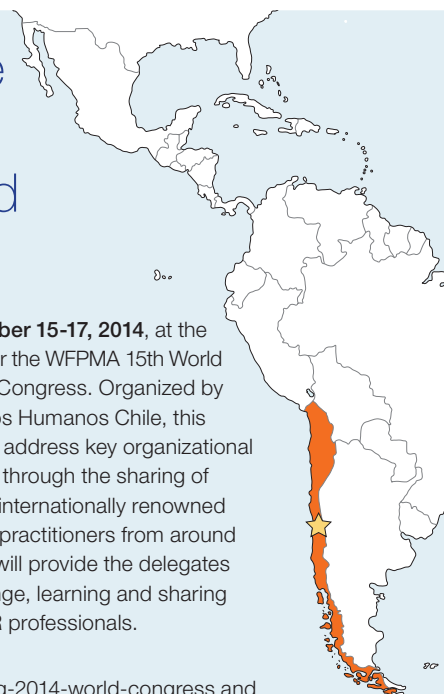 e
d
ber 15-17, 2014, at the
r the WFPMA 15th World
Congress. Organized by
os Humanos Chile, this
address key organizational
through the sharing of
internationally renowned
practitioners from around
will provide the delegates
nge, learning and sharing
R professionals.
g-2014-world-congress and